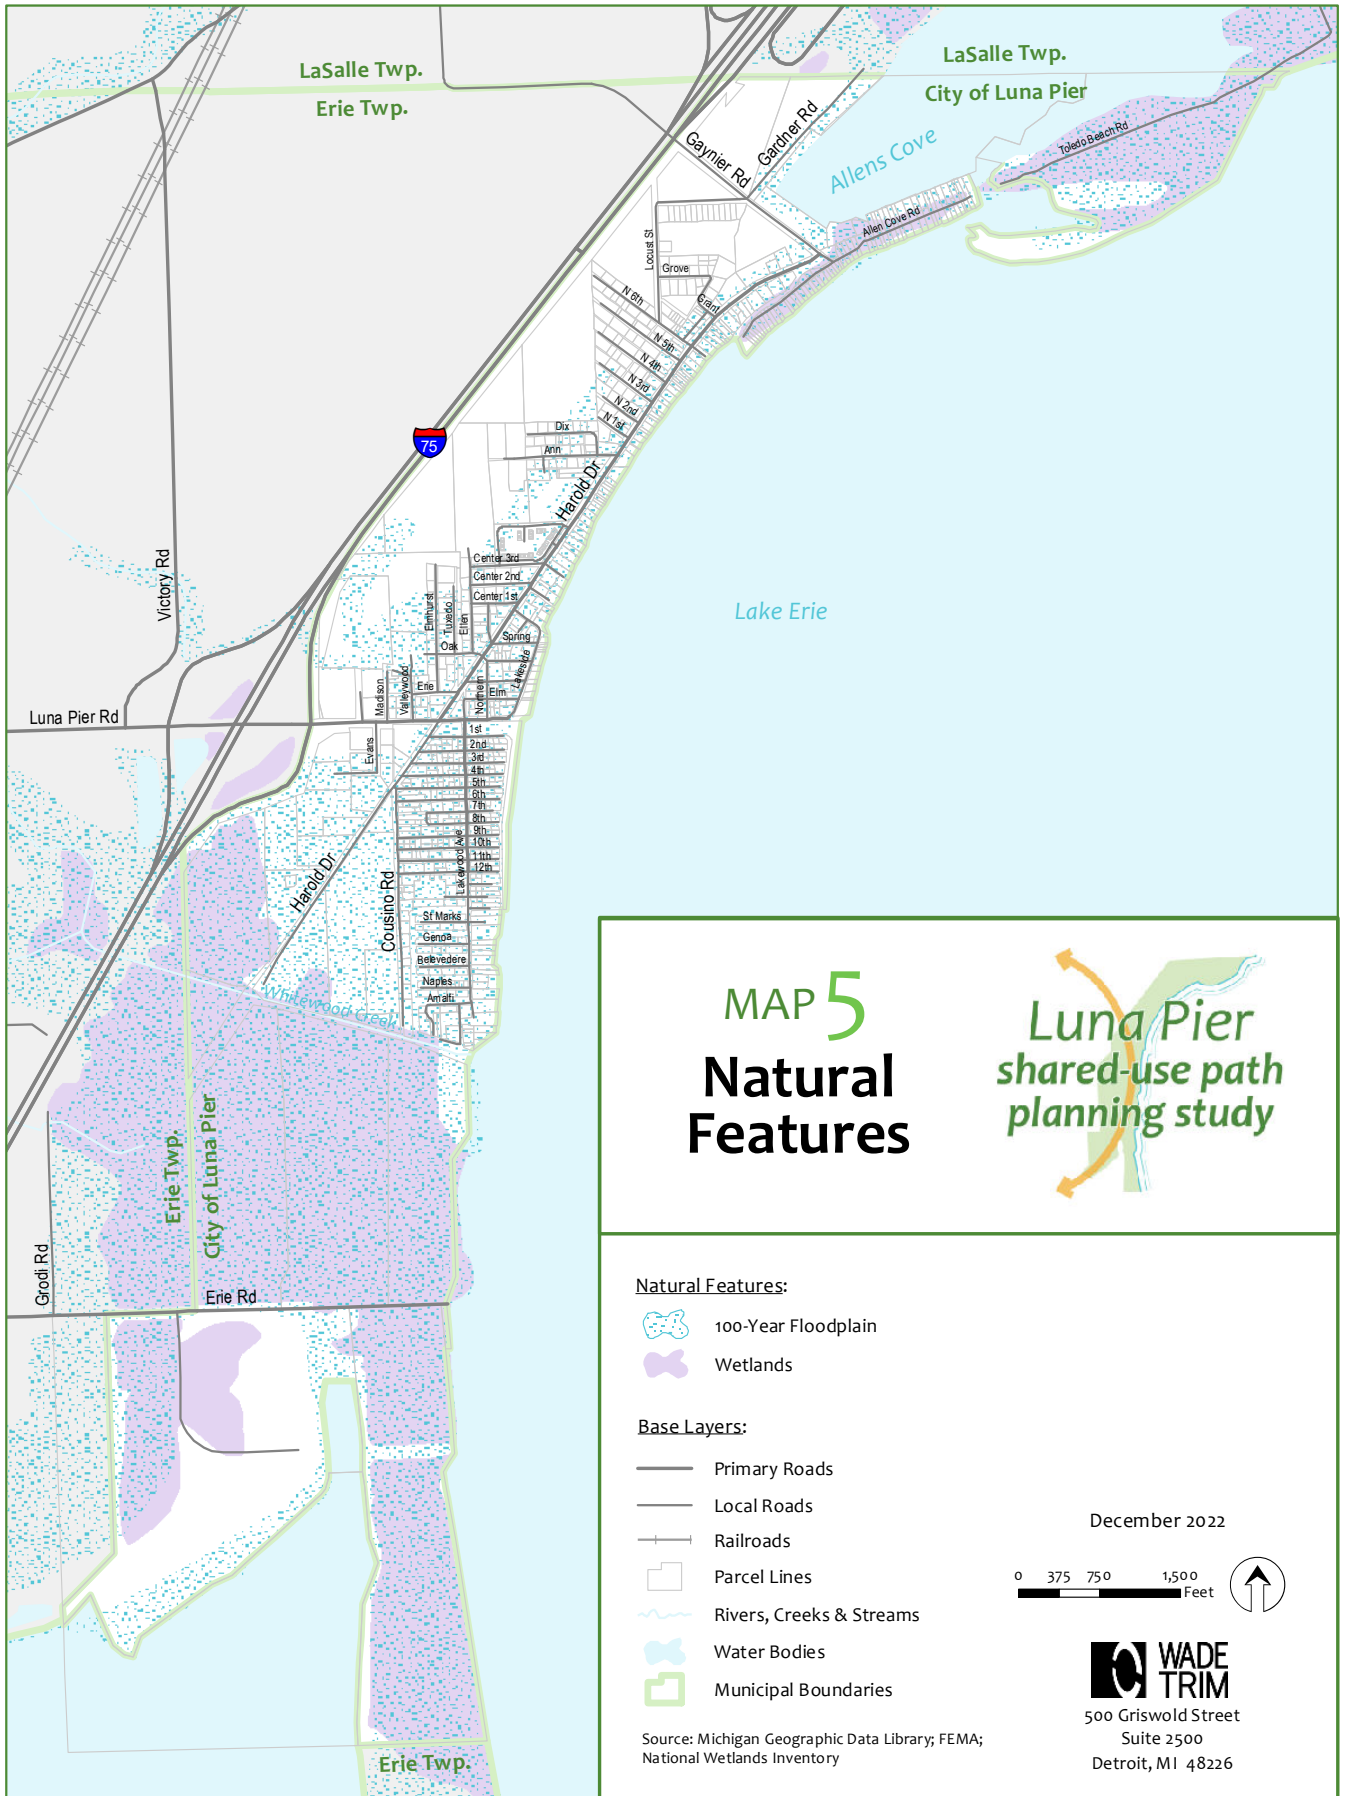 LaSalle Twp.
Erie Twp.
LaSalle Twp.
City of Luna Pier
Gaynier Rd
Gardner Rd
Allens Cove
Toledo Beach Rd
Allen Cove Rd
Locust St
Grove
Grant
N 6th
N 5th
N 4th
N 3rd
N 2nd
N 1st
Dix
Ann
75
Harold Dr
Victory Rd
Center 3rd
Center 2nd
Center 1st
Elmhurst
Tuxedo
Ellen
Oak
Spring
Lakeside
Lake Erie
Madison
Valleywood
Erie
Northern
Elm
Luna Pier Rd
Evans
1st
2nd
3rd
4th
5th
6th
7th
8th
9th
10th
11th
12th
Lakewood Ave
Harold Dr
Cousino Rd
St Marks
Genoa
Belevedere
Naples
Amalfi
Whitewood Creek
Erie Twp.
City of Luna Pier
Grodi Rd
Erie Rd
Erie Twp.
MAP 5
Natural
Features
Luna Pier
shared-use path
planning study
Natural Features:
100-Year Floodplain
Wetlands
Base Layers:
Primary Roads
Local Roads
Railroads
Parcel Lines
Rivers, Creeks & Streams
Water Bodies
Municipal Boundaries
Source: Michigan Geographic Data Library; FEMA;
National Wetlands Inventory
December 2022
0 375 750 1,500
Feet
WADE
TRIM
500 Griswold Street
Suite 2500
Detroit, MI 48226